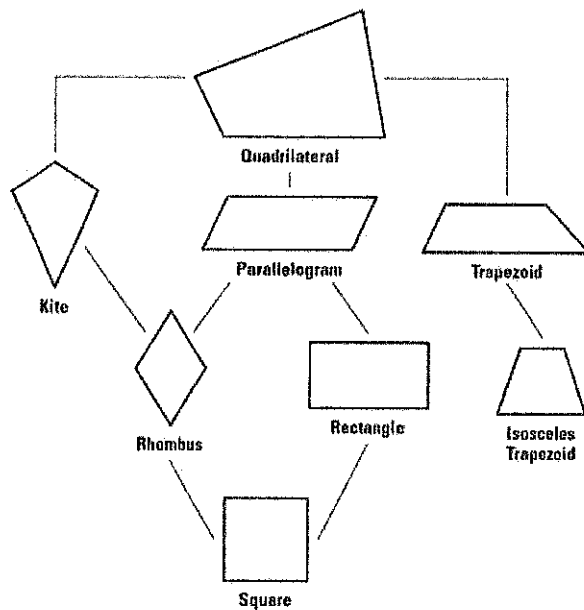 Quadrilateral
Parallelogram
Trapezoid
Kite
Rhombus
Rectangle
Isosceles
Trapezoid
Square